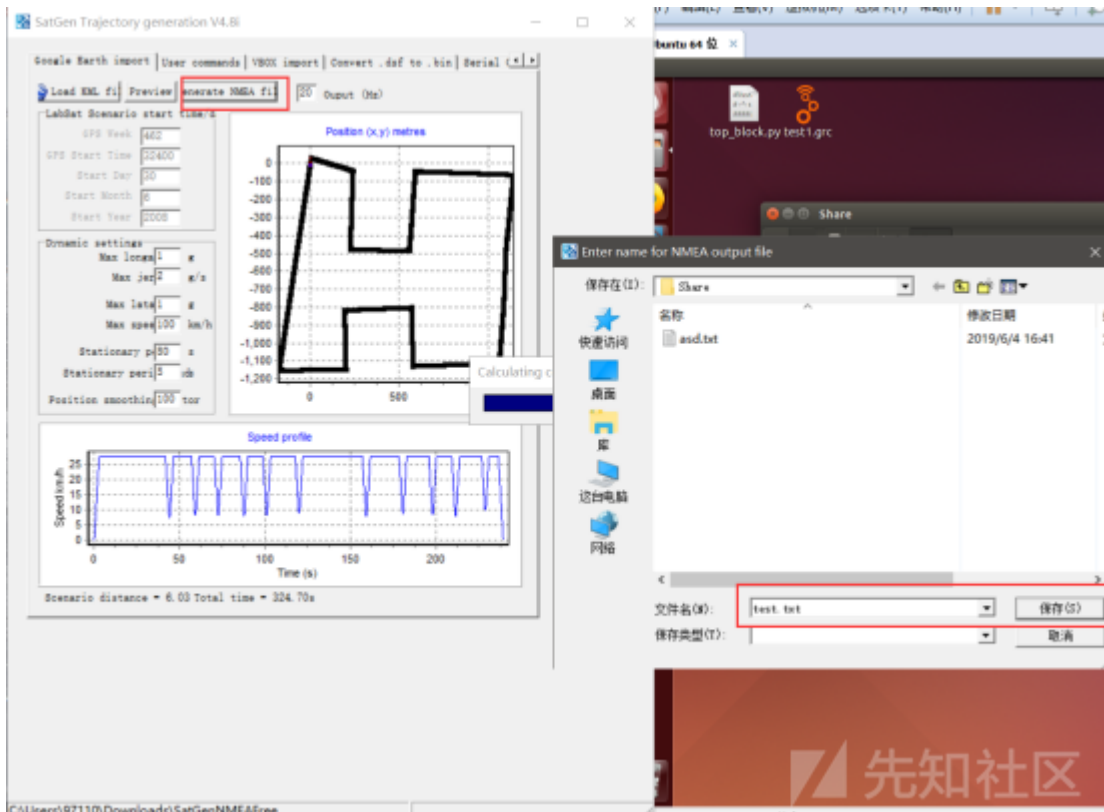 SatGen Trajectory generation V4.8i
Google Earth import
User commands
VBOX import
Convert .dsf to .bin
Serial
Load KML fi
Preview
enerate NMEA fi
20
Ouput (Hz)
LabSat Scenario start time/d
GPS Week 462
GPS Start Time 22400
Start Day 20
Start Month 6
Start Year 2008
Dynamic settings
Max longm 1 g
Max jer 2 g/s
Max late 1 g
Max spee 100 km/h
Stationary p 50 s
Stationary peri 5 ds
Position smoothin 100 tor
Position (x,y) metres
0
-100
-200
-300
-400
-500
-600
-700
-800
-900
-1,000
-1,100
-1,200
0 500
Calculating c
Speed profile
Speed km/h
25
20
15
10
5
0
0 50 100 150 200
Time (s)
Scenario distance = 6.03 Total time = 324.70s
C:\Users\97110\Downloads\SatGenNMEAFree
buntu 64 位
top_block.py test1.grc
Share
Enter name for NMEA output file
保存在(I): Share
快速访问
桌面
库
这台电脑
网络
名称 修改日期
asd.txt 2019/6/4 16:41
文件名(N): test.txt 保存(S)
保存类型(T): 取消
先知社区